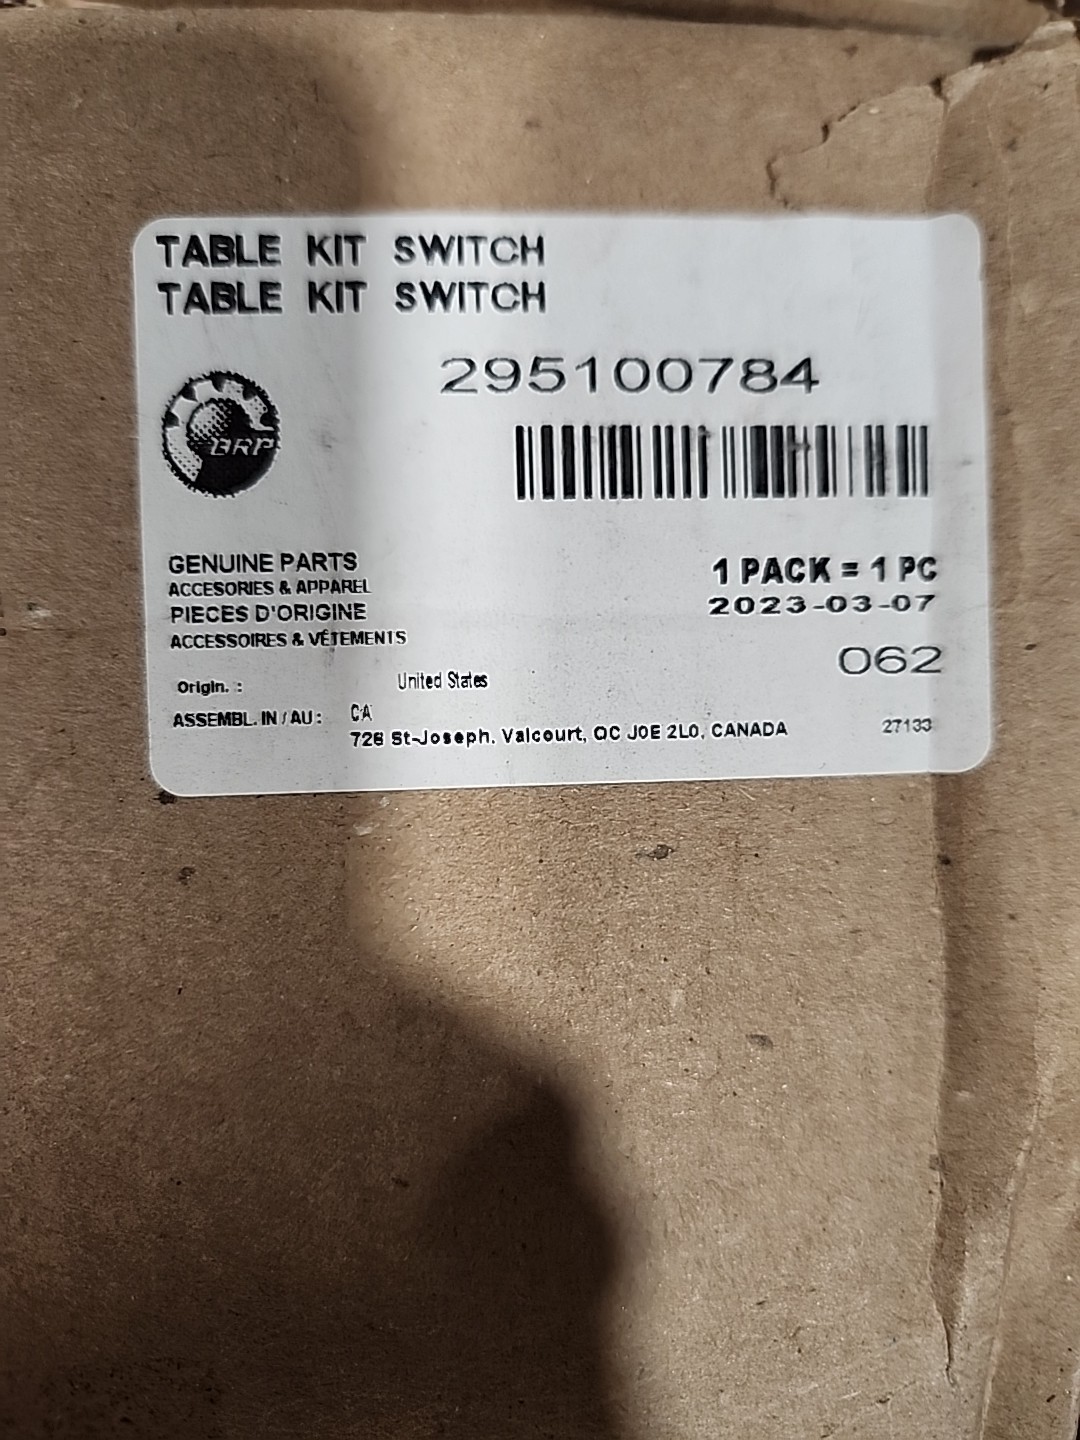 TABLE KIT SWITCH
TABLE KIT SWITCH
295100784
BRP
GENUINE PARTS
ACCESORIES & APPAREL
PIECES D'ORIGINE
ACCESSOIRES & VÉTEMENTS
1 PACK = 1 PC
2023-03-07
062
Origin. : United States
ASSEMBL. IN / AU : CA
726 St-Joseph, Valcourt, QC J0E 2L0, CANADA
27133